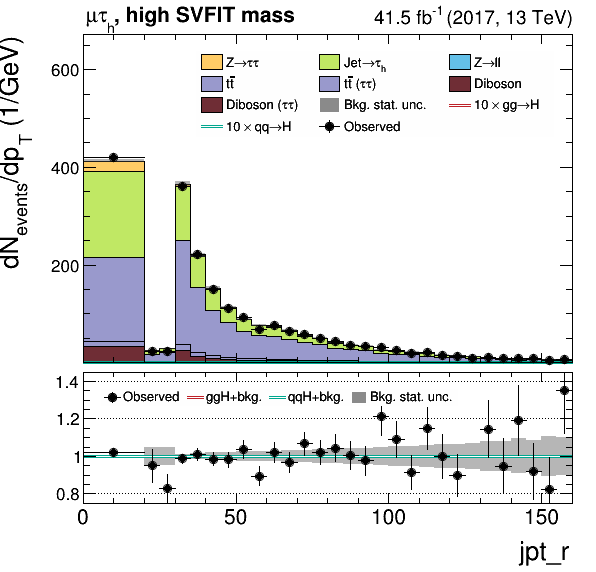 μτh, high SVFIT mass 41.5 fb-1 (2017, 13 TeV)
dNevents/dpT (1/GeV)
600
400
200
Z→ττ Jet→τh Z→ll
tt̄ tt̄ (ττ) Diboson
Diboson (ττ) Bkg. stat. unc. 10 × gg→H
10 × qq→H Observed
1.4
1.2
1
0.8
Observed ggH+bkg. qqH+bkg. Bkg. stat. unc.
0 50 100 150
jpt_r